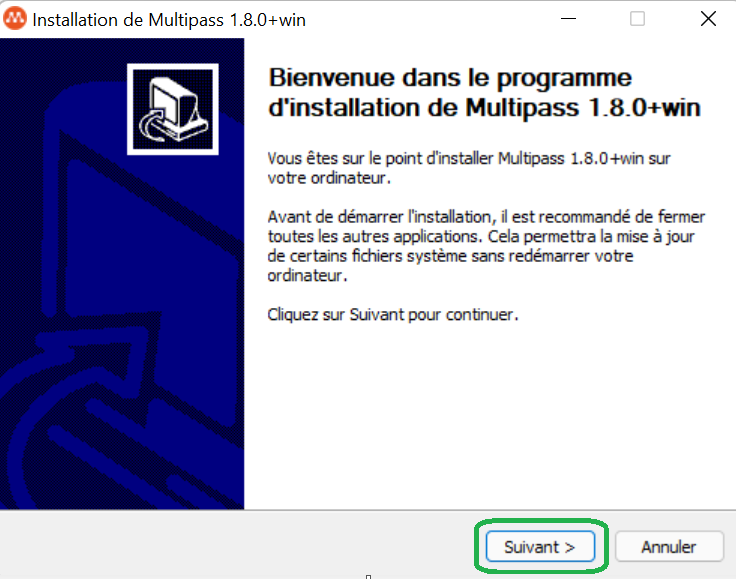 Installation de Multipass 1.8.0+win
Bienvenue dans le programme
d'installation de Multipass 1.8.0+win
Vous êtes sur le point d'installer Multipass 1.8.0+win sur
votre ordinateur.
Avant de démarrer l'installation, il est recommandé de fermer
toutes les autres applications. Cela permettra la mise à jour
de certains fichiers système sans redémarrer votre
ordinateur.
Cliquez sur Suivant pour continuer.
Suivant >
Annuler